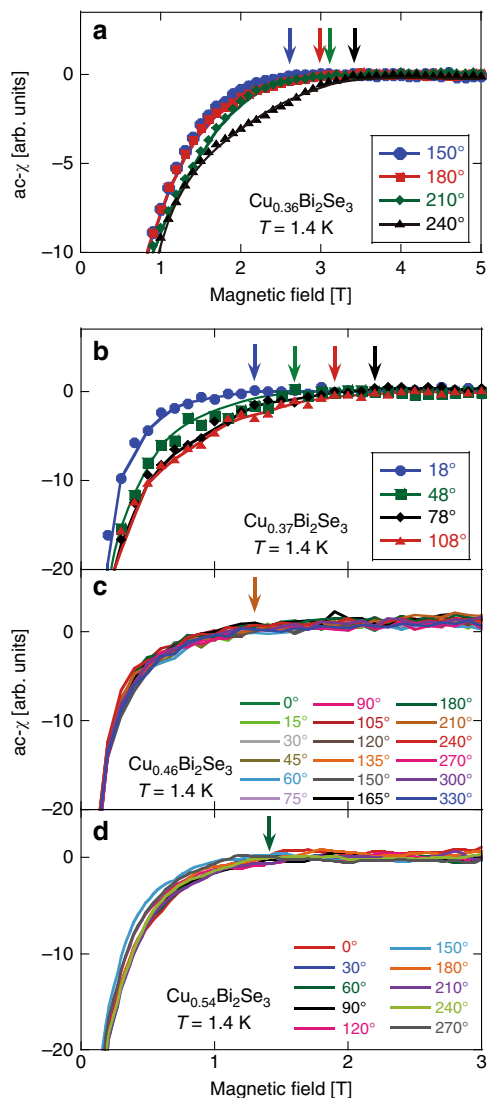 a
ac-χ [arb. units]
0
−5
−10
150°
180°
210°
240°
Cu0.36Bi2Se3
T = 1.4 K
0 1 2 3 4 5
Magnetic field [T]
b
0
−10
−20
18°
48°
78°
108°
Cu0.37Bi2Se3
T = 1.4 K
c
ac-χ [arb. units]
0
−10
−20
0° 90° 180°
15° 105° 210°
30° 120° 240°
45° 135° 270°
60° 150° 300°
75° 165° 330°
Cu0.46Bi2Se3
T = 1.4 K
d
0
−10
−20
0° 150°
30° 180°
60° 210°
90° 240°
120° 270°
Cu0.54Bi2Se3
T = 1.4 K
0 1 2 3
Magnetic field [T]